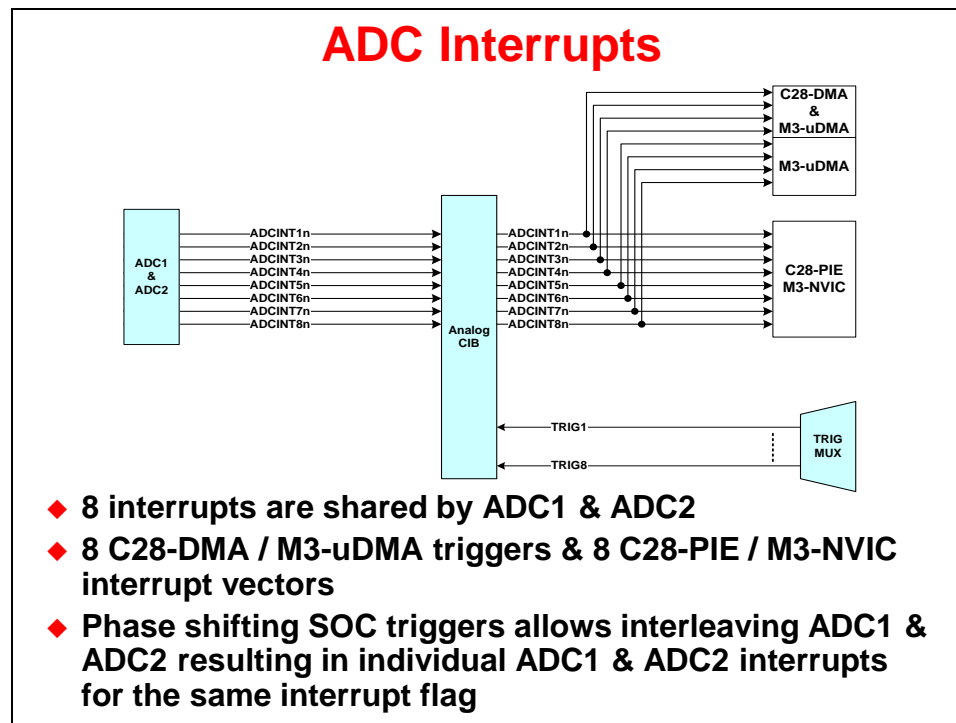 ADC Interrupts
C28-DMA
&
M3-uDMA
M3-uDMA
ADC1
&
ADC2
ADCINT1n
ADCINT2n
ADCINT3n
ADCINT4n
ADCINT5n
ADCINT6n
ADCINT7n
ADCINT8n
Analog
CIB
ADCINT1n
ADCINT2n
ADCINT3n
ADCINT4n
ADCINT5n
ADCINT6n
ADCINT7n
ADCINT8n
C28-PIE
M3-NVIC
TRIG1
TRIG8
TRIG
MUX
8 interrupts are shared by ADC1 & ADC2
8 C28-DMA / M3-uDMA triggers & 8 C28-PIE / M3-NVIC
interrupt vectors
Phase shifting SOC triggers allows interleaving ADC1 &
ADC2 resulting in individual ADC1 & ADC2 interrupts
for the same interrupt flag